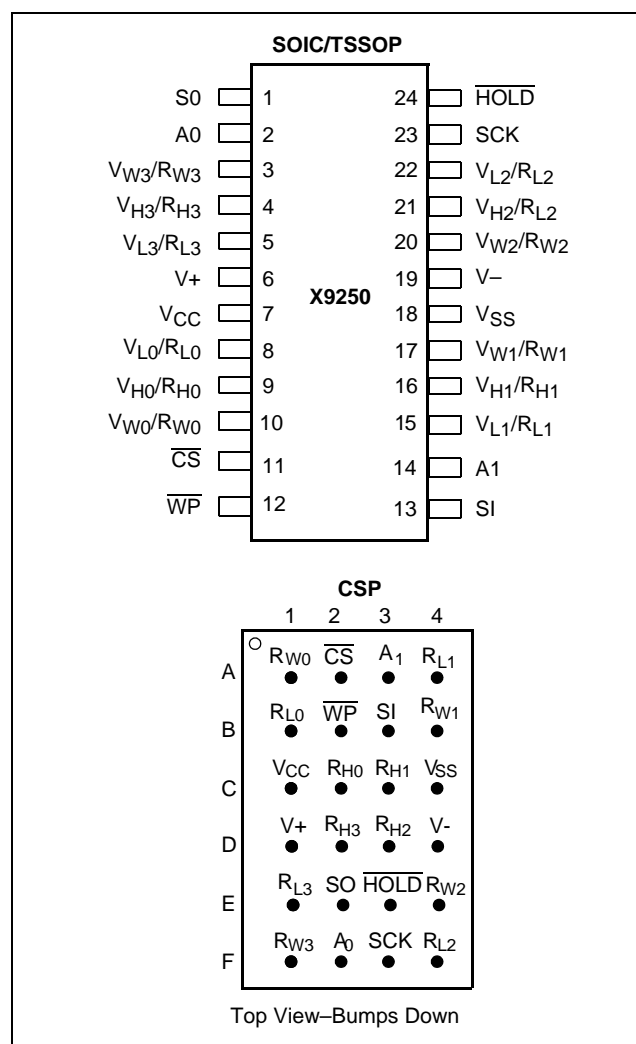 SOIC/TSSOP
S0 1 24 HOLD
A0 2 23 SCK
VW3/RW3 3 22 VL2/RL2
VH3/RH3 4 21 VH2/RL2
VL3/RL3 5 20 VW2/RW2
V+ 6 19 V–
X9250
VCC 7 18 VSS
VL0/RL0 8 17 VW1/RW1
VH0/RH0 9 16 VH1/RH1
VW0/RW0 10 15 VL1/RL1
CS 11 14 A1
WP 12 13 SI
CSP
1 2 3 4
A RW0 CS A1 RL1
B RL0 WP SI RW1
C VCC RH0 RH1 VSS
D V+ RH3 RH2 V-
E RL3 SO HOLD RW2
F RW3 A0 SCK RL2
Top View–Bumps Down